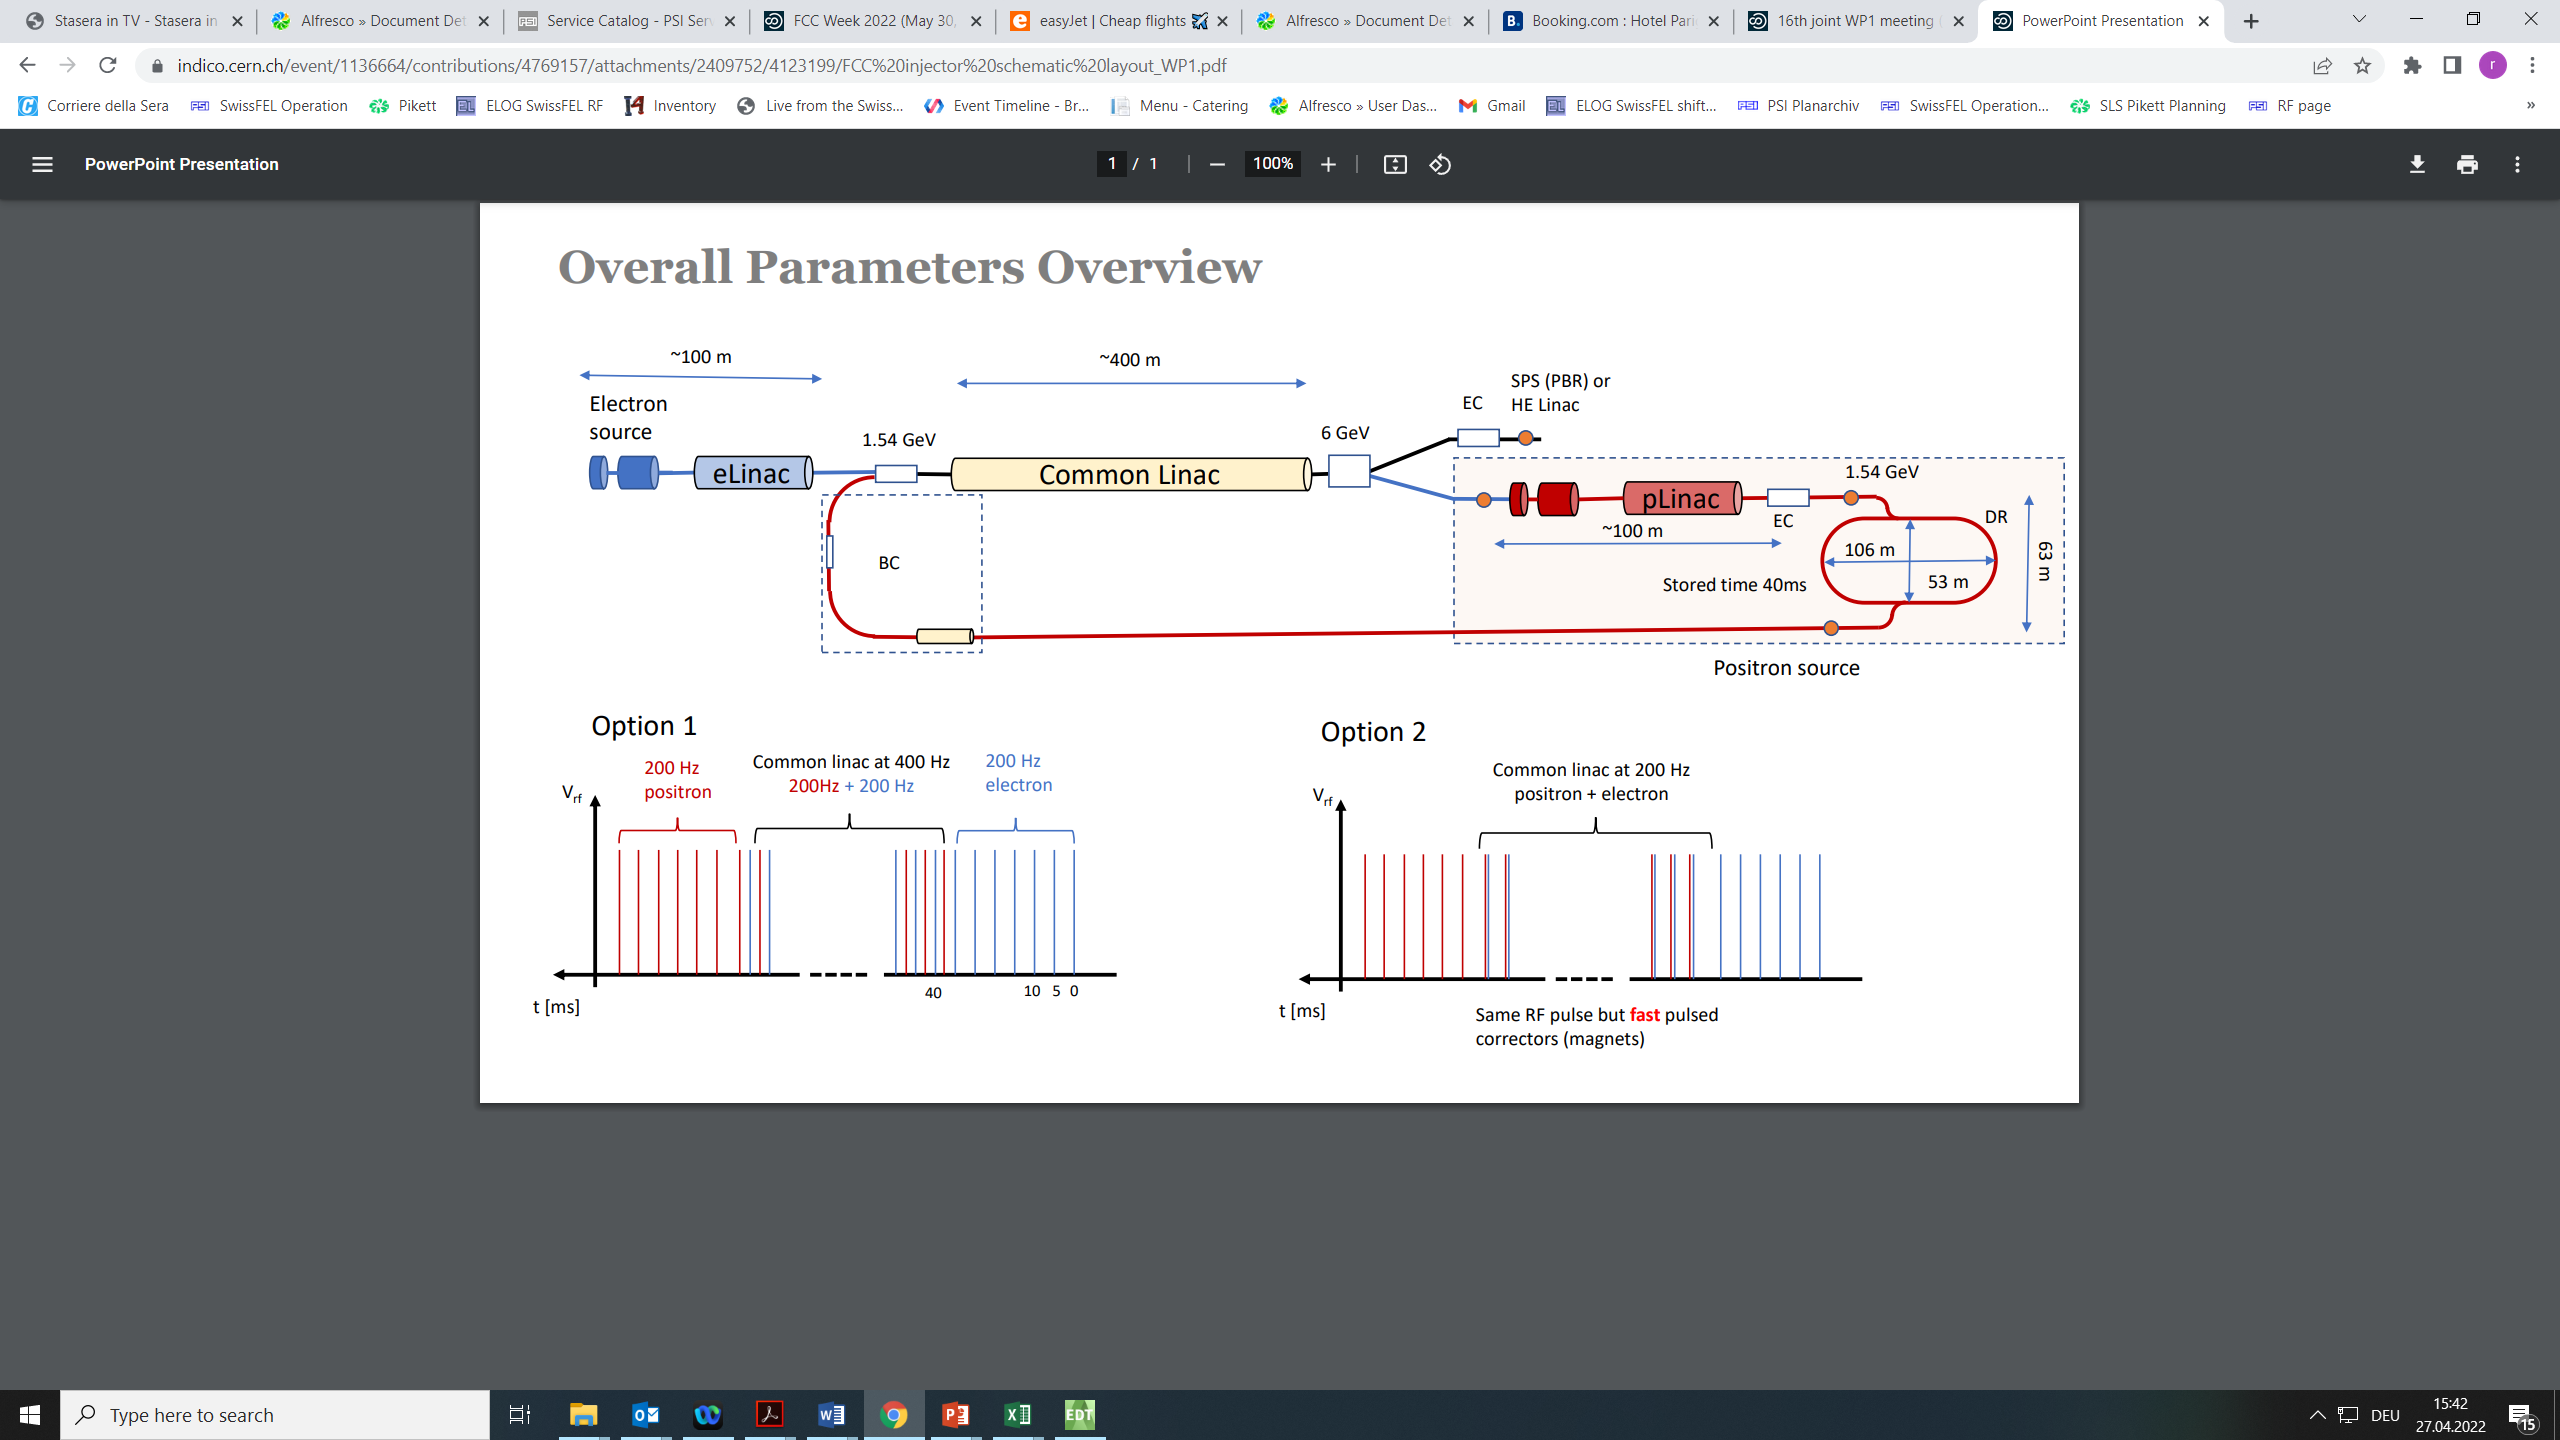 Stasera in TV - Stasera in
Alfresco » Document Det
Service Catalog - PSI Serv
FCC Week 2022 (May 30,
easyJet | Cheap flights
Alfresco » Document Det
Booking.com : Hotel Pari
16th joint WP1 meeting (
PowerPoint Presentation
indico.cern.ch/event/1136664/contributions/4769157/attachments/2409752/4123199/FCC%20injector%20schematic%20layout_WP1.pdf
r
Corriere della Sera
SwissFEL Operation
Pikett
ELOG SwissFEL RF
Inventory
Live from the Swiss...
Event Timeline - Br...
Menu - Catering
Alfresco » User Das...
Gmail
ELOG SwissFEL shift...
PSI Planarchiv
SwissFEL Operation...
SLS Pikett Planning
RF page
»
PowerPoint Presentation
1 / 1
100%
Overall Parameters Overview
~100 m
~400 m
SPS (PBR) or
HE Linac
EC
Electron
source
1.54 GeV
6 GeV
eLinac
Common Linac
1.54 GeV
pLinac
EC
DR
~100 m
106 m
53 m
63 m
BC
Stored time 40ms
Positron source
Option 1
200 Hz
positron
Common linac at 400 Hz
200Hz + 200 Hz
200 Hz
electron
Vrf
40
10 5 0
t [ms]
Option 2
Common linac at 200 Hz
positron + electron
Vrf
t [ms]
Same RF pulse but fast pulsed
correctors (magnets)
Type here to search
EDT
DEU
15:42
27.04.2022
15